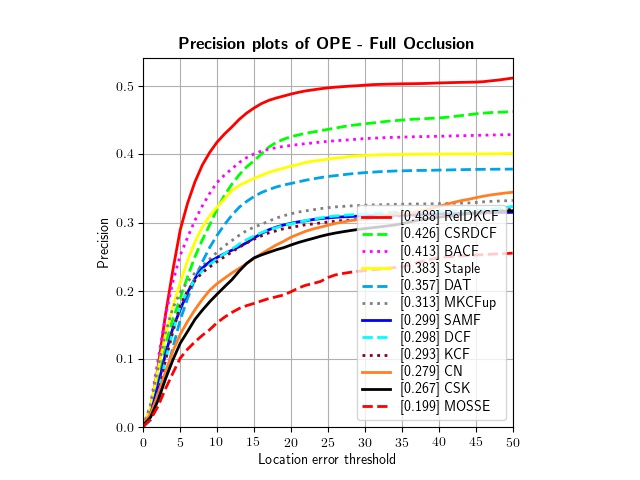 Precision plots of OPE - Full Occlusion
Precision
0.5
0.4
0.3
0.2
0.1
0.0
[0.488] RelDKCF
[0.426] CSRDCF
[0.413] BACF
[0.383] Staple
[0.357] DAT
[0.313] MKCFup
[0.299] SAMF
[0.298] DCF
[0.293] KCF
[0.279] CN
[0.267] CSK
[0.199] MOSSE
0 5 10 15 20 25 30 35 40 45 50
Location error threshold